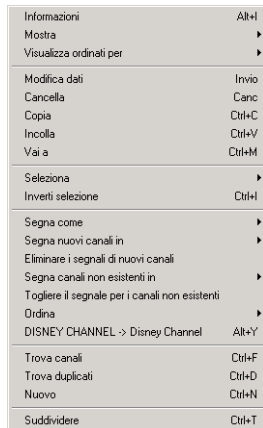 Informazioni Alt+I
Mostra
Visualizza ordinati per
Modifica dati Invio
Cancella Canc
Copia Ctrl+C
Incolla Ctrl+V
Vai a Ctrl+M
Seleziona
Inverti selezione Ctrl+I
Segna come
Segna nuovi canali in
Eliminare i segnali di nuovi canali
Segna canali non esistenti in
Togliere il segnale per i canali non esistenti
Ordina
DISNEY CHANNEL -> Disney Channel Alt+Y
Trova canali Ctrl+F
Trova duplicati Ctrl+D
Nuovo Ctrl+N
Suddividere Ctrl+T